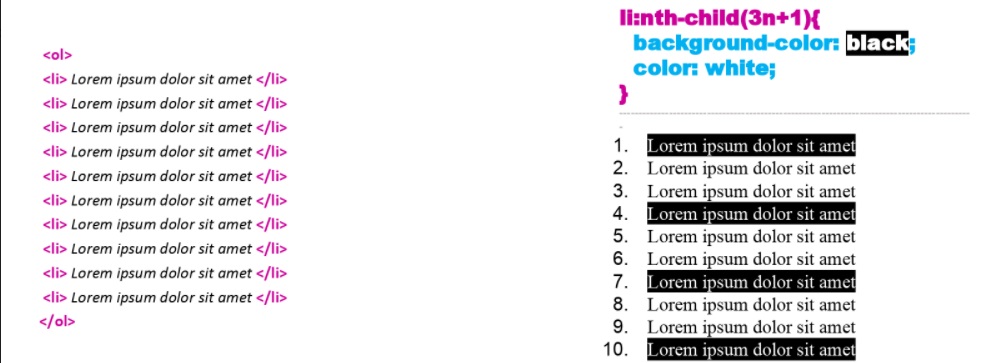 <ol>
<li> Lorem ipsum dolor sit amet </li>
<li> Lorem ipsum dolor sit amet </li>
<li> Lorem ipsum dolor sit amet </li>
<li> Lorem ipsum dolor sit amet </li>
<li> Lorem ipsum dolor sit amet </li>
<li> Lorem ipsum dolor sit amet </li>
<li> Lorem ipsum dolor sit amet </li>
<li> Lorem ipsum dolor sit amet </li>
<li> Lorem ipsum dolor sit amet </li>
<li> Lorem ipsum dolor sit amet </li>
</ol>
li:nth-child(3n+1){
background-color: black;
color: white;
}
1. Lorem ipsum dolor sit amet
2. Lorem ipsum dolor sit amet
3. Lorem ipsum dolor sit amet
4. Lorem ipsum dolor sit amet
5. Lorem ipsum dolor sit amet
6. Lorem ipsum dolor sit amet
7. Lorem ipsum dolor sit amet
8. Lorem ipsum dolor sit amet
9. Lorem ipsum dolor sit amet
10. Lorem ipsum dolor sit amet